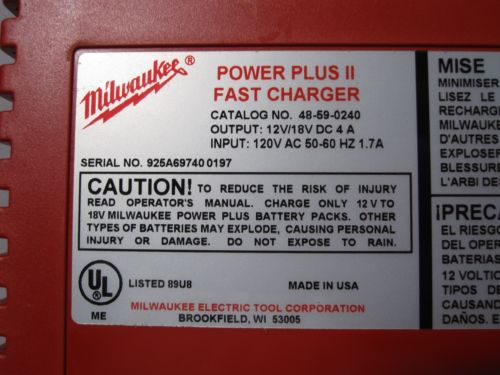 Milwaukee®
POWER PLUS II
FAST CHARGER
CATALOG NO. 48-59-0240
OUTPUT: 12V/18V DC 4 A
INPUT: 120V AC 50-60 HZ 1.7A
SERIAL NO. 925A69740 0197
CAUTION! TO REDUCE THE RISK OF INJURY
READ OPERATOR'S MANUAL. CHARGE ONLY 12 V TO
18V MILWAUKEE POWER PLUS BATTERY PACKS. OTHER
TYPES OF BATTERIES MAY EXPLODE, CAUSING PERSONAL
INJURY OR DAMAGE. DO NOT EXPOSE TO RAIN.
UL
ME
LISTED 89U8
MADE IN USA
MILWAUKEE ELECTRIC TOOL CORPORATION
BROOKFIELD, WI 53005
MISE
MINIMISER
LISEZ LE
RECHARG
MILWAUK
D'AUTRES
EXPLOSER
BLESSURE
L'ARBI DE
¡PREC
EL RIESGO
DEL OPER
BATERIAS
12 VOLTIO
TIPOS DE
CAUSAND
DAÑOS. E